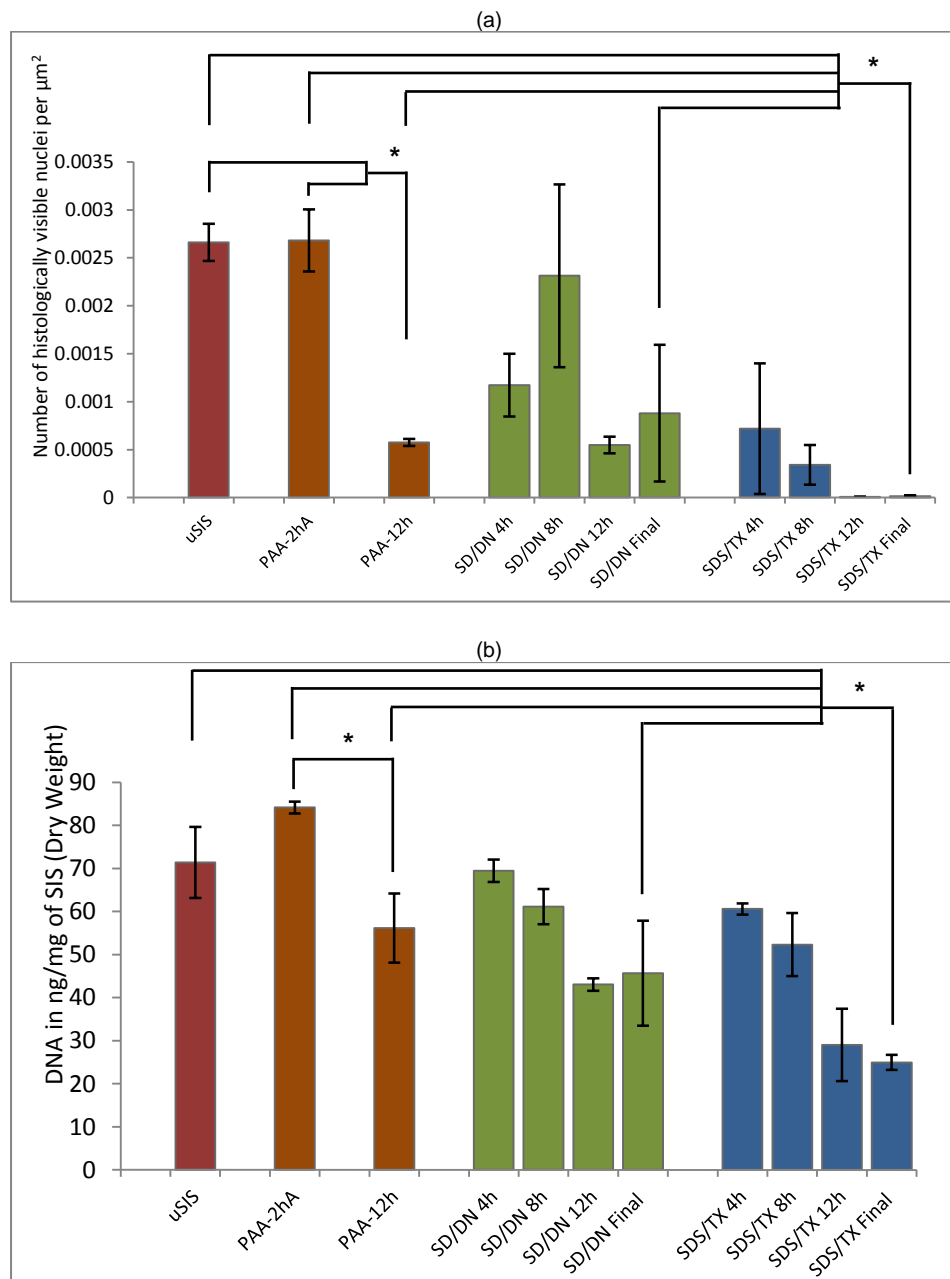 (a)
Number of histologically visible nuclei per µm²
*
*
0.0035
0.003
0.0025
0.002
0.0015
0.001
0.0005
0
uSIS
PAA-2hA
PAA-12h
SD/DN 4h
SD/DN 8h
SD/DN 12h
SD/DN Final
SDS/TX 4h
SDS/TX 8h
SDS/TX 12h
SDS/TX Final
(b)
DNA in ng/mg of SIS (Dry Weight)
*
*
90
80
70
60
50
40
30
20
10
0
uSIS
PAA-2hA
PAA-12h
SD/DN 4h
SD/DN 8h
SD/DN 12h
SD/DN Final
SDS/TX 4h
SDS/TX 8h
SDS/TX 12h
SDS/TX Final